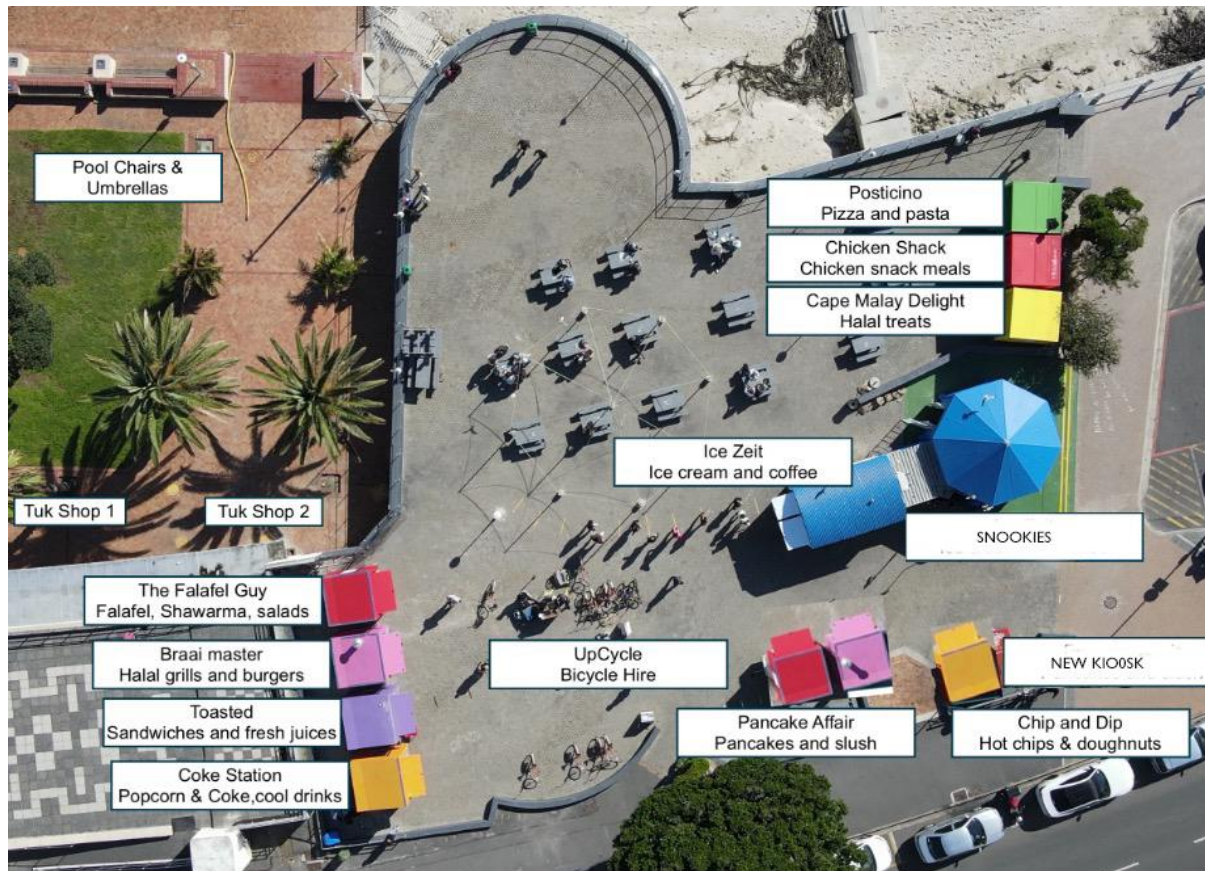 Pool Chairs &
Umbrellas
Posticino
Pizza and pasta
Chicken Shack
Chicken snack meals
Cape Malay Delight
Halal treats
Ice Zeit
Ice cream and coffee
Tuk Shop 1
Tuk Shop 2
SNOOKIES
The Falafel Guy
Falafel, Shawarma, salads
Braai master
Halal grills and burgers
UpCycle
Bicycle Hire
NEW KIO0SK
Toasted
Sandwiches and fresh juices
Pancake Affair
Pancakes and slush
Chip and Dip
Hot chips & doughnuts
Coke Station
Popcorn & Coke,cool drinks